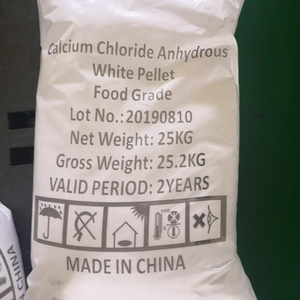 Calcium Chloride Anhydrous
White Pellet
Food Grade
Lot No.:20190810
Net Weight: 25KG
Gross Weight: 25.2KG
VALID PERIOD: 2YEARS
MADE IN CHINA
CHINA